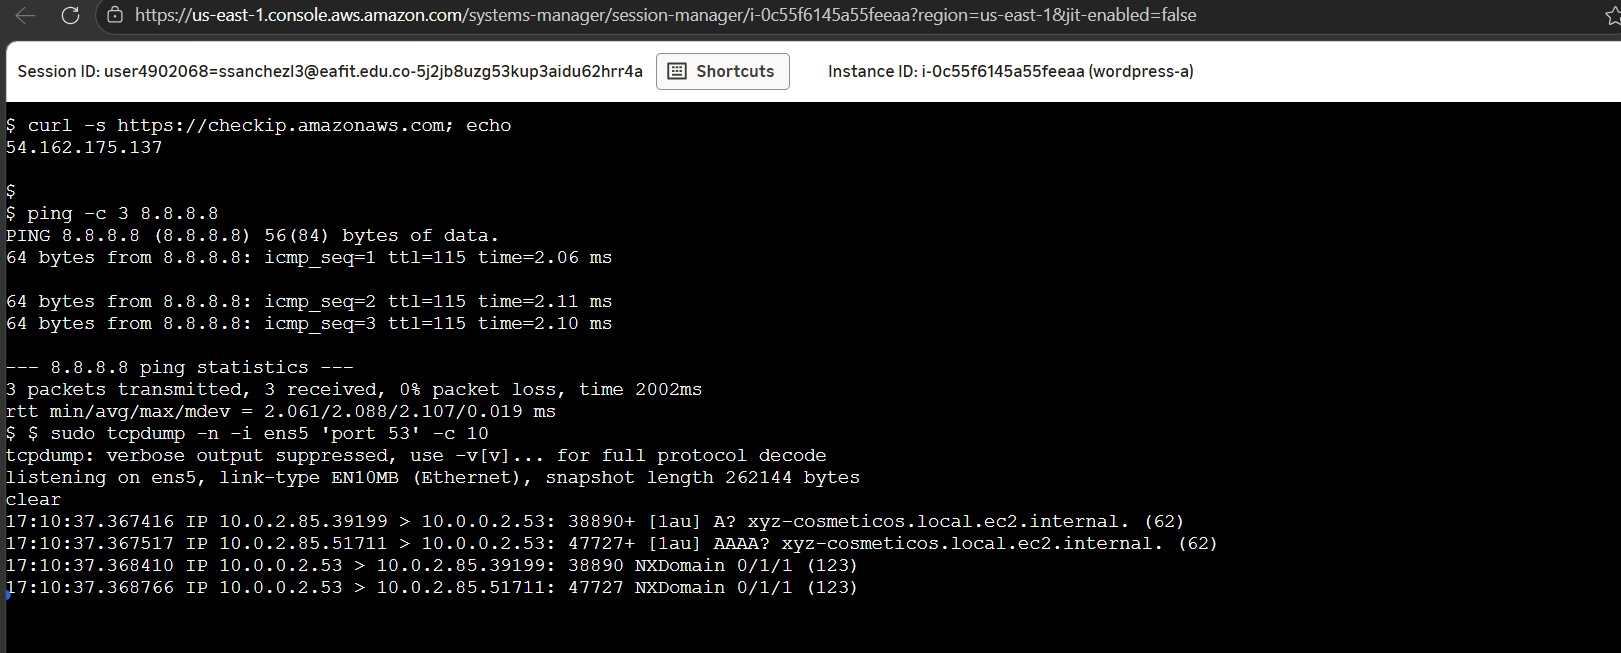 https://us-east-1.console.aws.amazon.com/systems-manager/session-manager/i-0c55f6145a55feeaa?region=us-east-1&jit-enabled=false
Session ID: user4902068=ssanchezl3@eafit.edu.co-5j2jb8uzg53kup3aidu62hrr4a Shortcuts Instance ID: i-0c55f6145a55feeaa (wordpress-a)
$ curl -s https://checkip.amazonaws.com; echo
54.162.175.137
$
$ ping -c 3 8.8.8.8
PING 8.8.8.8 (8.8.8.8) 56(84) bytes of data.
64 bytes from 8.8.8.8: icmp_seq=1 ttl=115 time=2.06 ms
64 bytes from 8.8.8.8: icmp_seq=2 ttl=115 time=2.11 ms
64 bytes from 8.8.8.8: icmp_seq=3 ttl=115 time=2.10 ms
--- 8.8.8.8 ping statistics ---
3 packets transmitted, 3 received, 0% packet loss, time 2002ms
rtt min/avg/max/mdev = 2.061/2.088/2.107/0.019 ms
$ $ sudo tcpdump -n -i ens5 'port 53' -c 10
tcpdump: verbose output suppressed, use -v[v]... for full protocol decode
listening on ens5, link-type EN10MB (Ethernet), snapshot length 262144 bytes
clear
17:10:37.367416 IP 10.0.2.85.39199 > 10.0.0.2.53: 38890+ [1au] A? xyz-cosmeticos.local.ec2.internal. (62)
17:10:37.367517 IP 10.0.2.85.51711 > 10.0.0.2.53: 47727+ [1au] AAAA? xyz-cosmeticos.local.ec2.internal. (62)
17:10:37.368410 IP 10.0.0.2.53 > 10.0.2.85.39199: 38890 NXDomain 0/1/1 (123)
17:10:37.368766 IP 10.0.0.2.53 > 10.0.2.85.51711: 47727 NXDomain 0/1/1 (123)